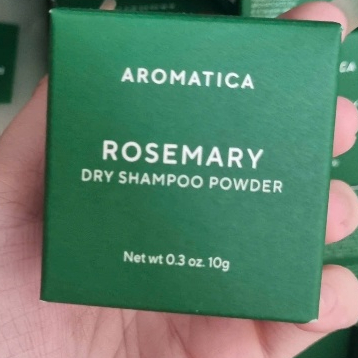 AROMATICA
ROSEMARY
DRY SHAMPOO POWDER
Net wt 0.3 oz. 10g